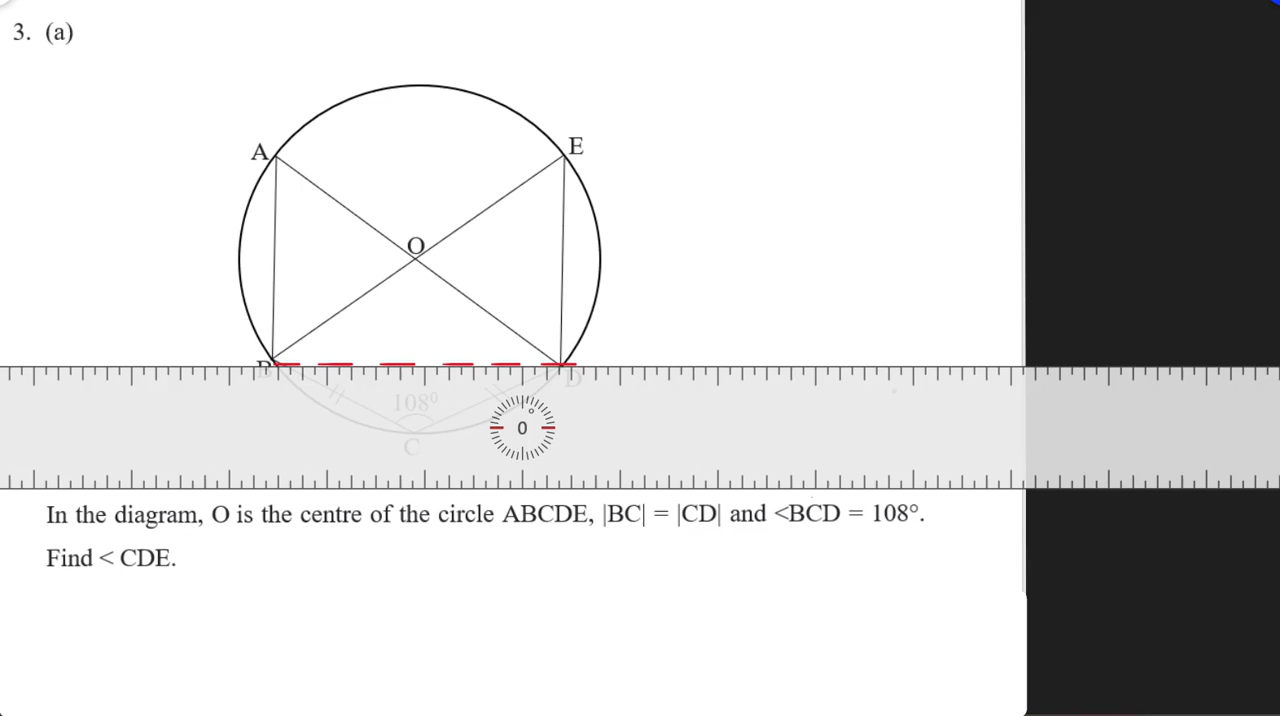 3. (a)
A
E
O
B
D
108⁰
C
0
°
In the diagram, O is the centre of the circle ABCDE, |BC| = |CD| and <BCD = 108°.
Find < CDE.